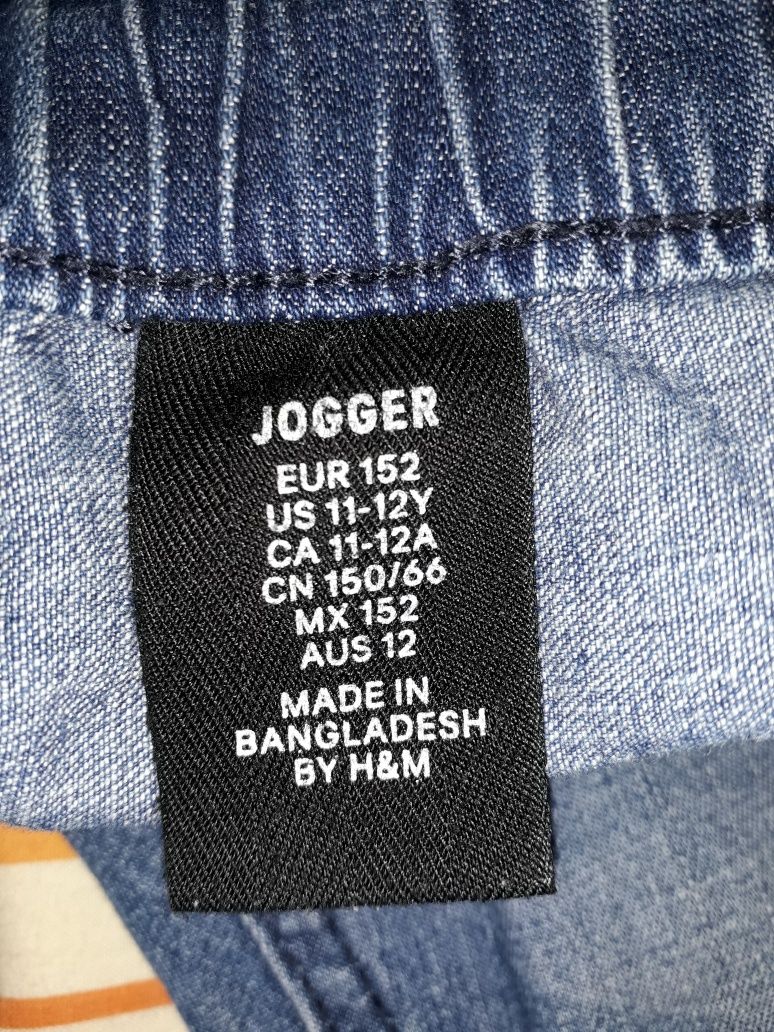 JOGGER
EUR 152
US 11-12Y
CA 11-12A
CN 150/66
MX 152
AUS 12
MADE IN
BANGLADESH
BY H&M